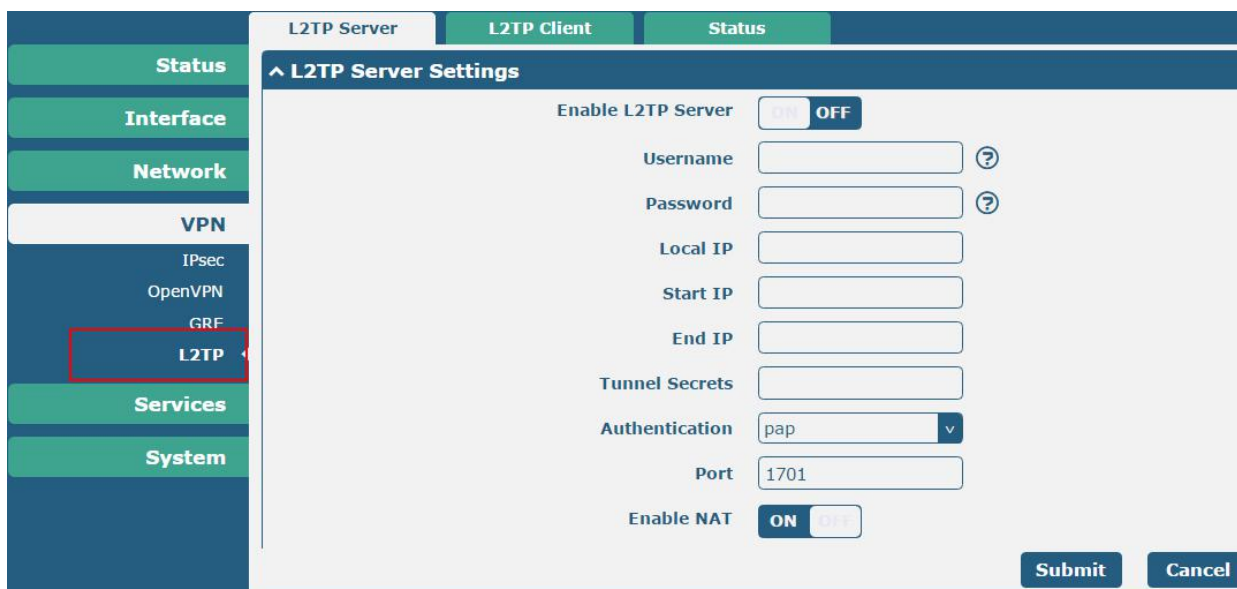 L2TP Server L2TP Client Status
Status
Interface
Network
VPN
IPsec
OpenVPN
GRE
L2TP
Services
System
L2TP Server Settings
Enable L2TP Server ON OFF
Username ?
Password ?
Local IP
Start IP
End IP
Tunnel Secrets
Authentication pap v
Port 1701
Enable NAT ON OFF
Submit Cancel